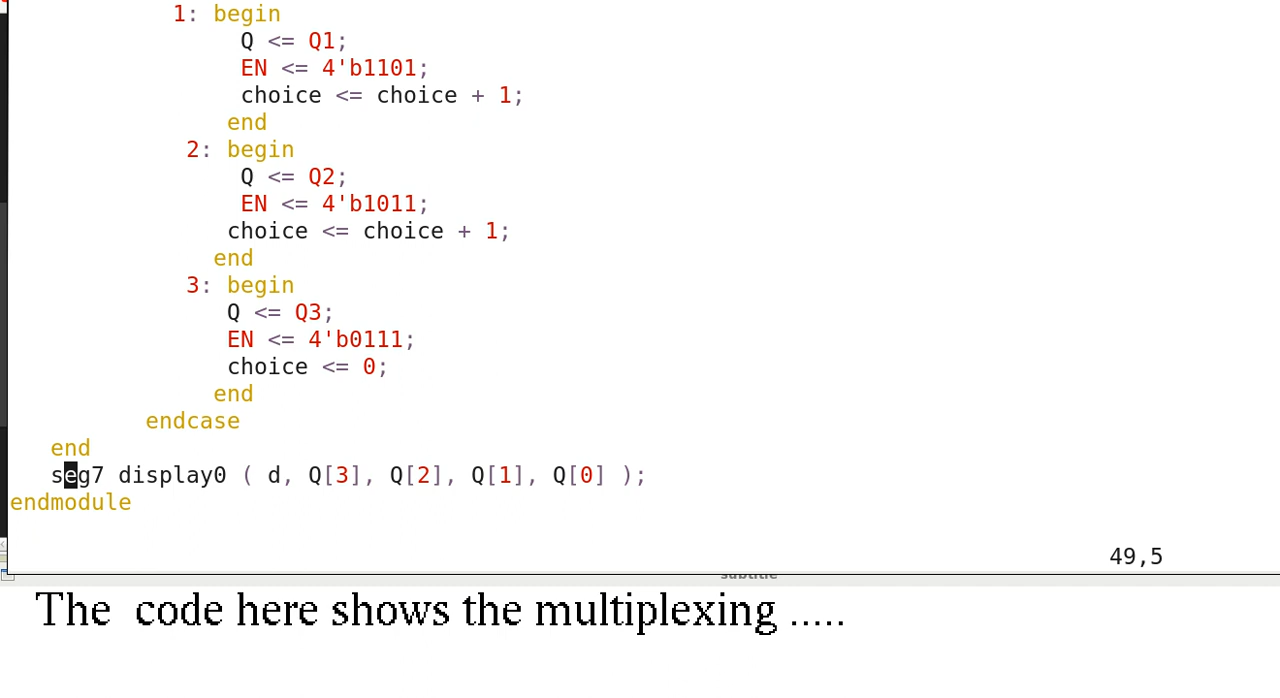 1: begin
Q <= Q1;
EN <= 4'b1101;
choice <= choice + 1;
end
2: begin
Q <= Q2;
EN <= 4'b1011;
choice <= choice + 1;
end
3: begin
Q <= Q3;
EN <= 4'b0111;
choice <= 0;
end
endcase
end
seg7 display0 ( d, Q[3], Q[2], Q[1], Q[0] );
endmodule
49,5
subtitle
The code here shows the multiplexing .....